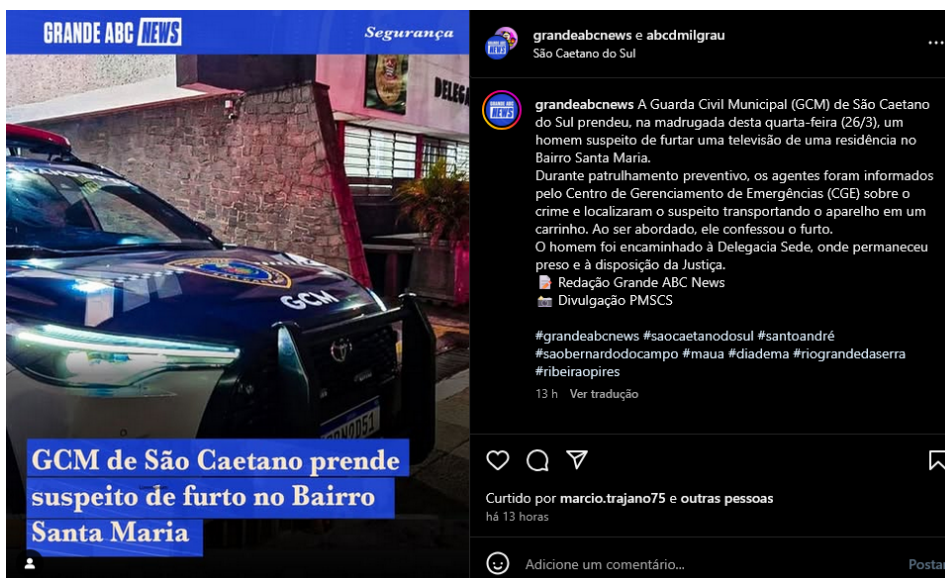 GRANDE ABC NEWS
Segurança
DELEGA
GCM
GCM de São Caetano prende
suspeito de furto no Bairro
Santa Maria
grandeabcnews e abcdmilgrau
São Caetano do Sul
grandeabcnews A Guarda Civil Municipal (GCM) de São Caetano
do Sul prendeu, na madrugada desta quarta-feira (26/3), um
homem suspeito de furtar uma televisão de uma residência no
Bairro Santa Maria.
Durante patrulhamento preventivo, os agentes foram informados
pelo Centro de Gerenciamento de Emergências (CGE) sobre o
crime e localizaram o suspeito transportando o aparelho em um
carrinho. Ao ser abordado, ele confessou o furto.
O homem foi encaminhado à Delegacia Sede, onde permaneceu
preso e à disposição da Justiça.
Redação Grande ABC News
Divulgação PMSCS
#grandeabcnews #saocaetanodosul #santoandré
#saobernardodocampo #maua #diadema #riograndedaserra
#ribeiraopires
13 h Ver tradução
Curtido por marcio.trajano75 e outras pessoas
há 13 horas
Adicione um comentário...
Postar